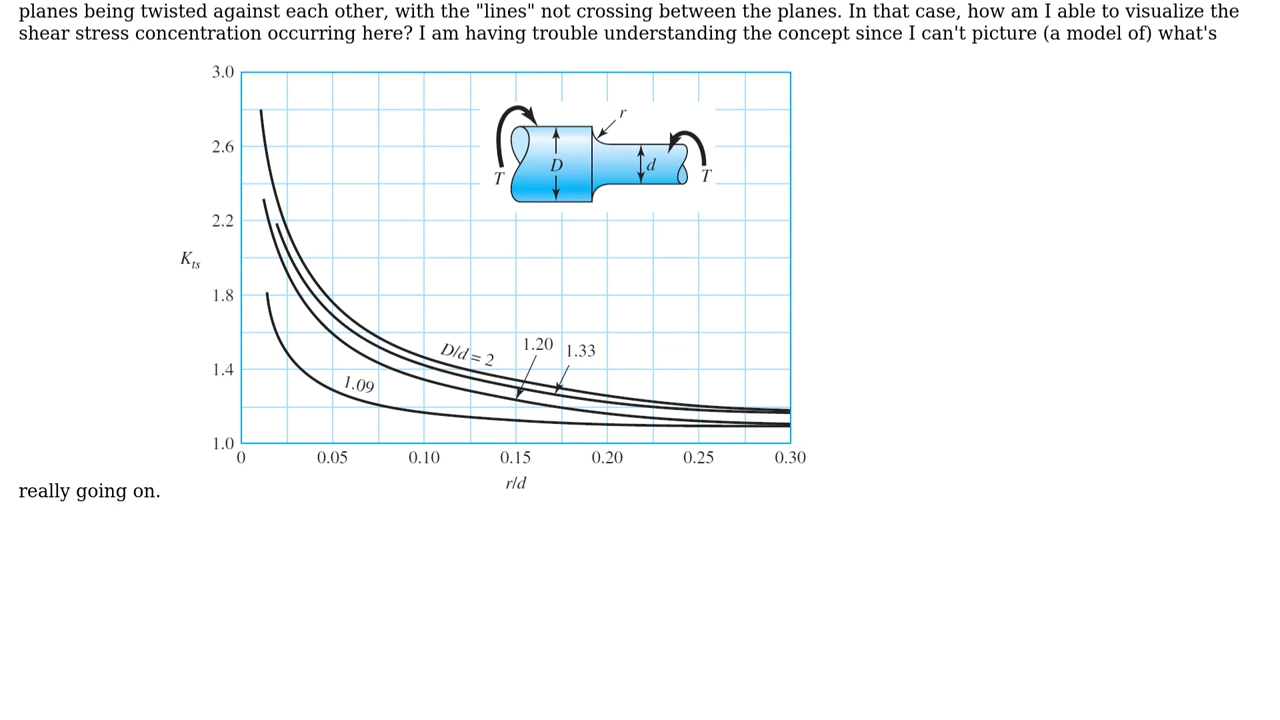 planes being twisted against each other, with the "lines" not crossing between the planes. In that case, how am I able to visualize the
shear stress concentration occurring here? I am having trouble understanding the concept since I can't picture (a model of) what's
3.0
r
2.6
D
d
T
T
2.2
Kts
1.8
D/d = 2
1.20
1.33
1.4
1.09
1.0
0
0.05
0.10
0.15
0.20
0.25
0.30
r/d
really going on.